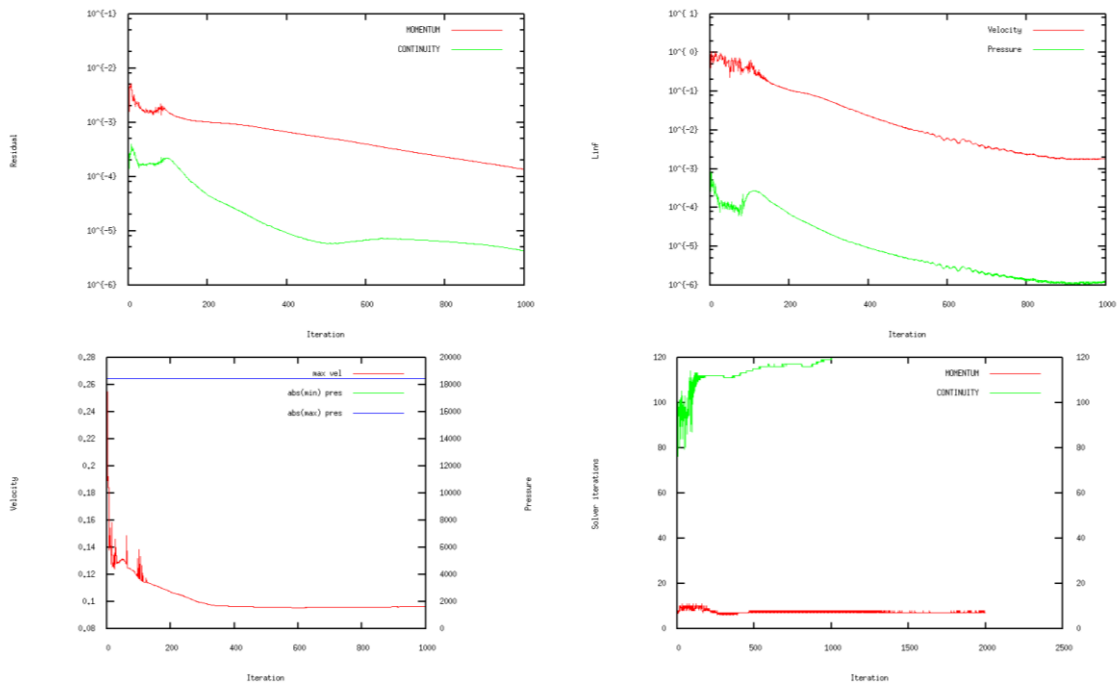 10^{-1}
10^{-2}
10^{-3}
10^{-4}
10^{-5}
10^{-6}
Residual
MOMENTUM
CONTINUITY
0 200 400 600 800 1000
Iteration
10^{ 1}
10^{ 0}
10^{-1}
10^{-2}
10^{-3}
10^{-4}
10^{-5}
10^{-6}
Linf
Velocity
Pressure
0 200 400 600 800 1000
Iteration
0.28
0.26
0.24
0.22
0.2
0.18
0.16
0.14
0.12
0.1
0.08
Velocity
max vel
abs(min) pres
abs(max) pres
20000
18000
16000
14000
12000
10000
8000
6000
4000
2000
0
Pressure
0 200 400 600 800 1000
Iteration
120
100
80
60
40
20
0
Solver iterations
MOMENTUM
CONTINUITY
120
100
80
60
40
20
0
0 500 1000 1500 2000 2500
Iteration